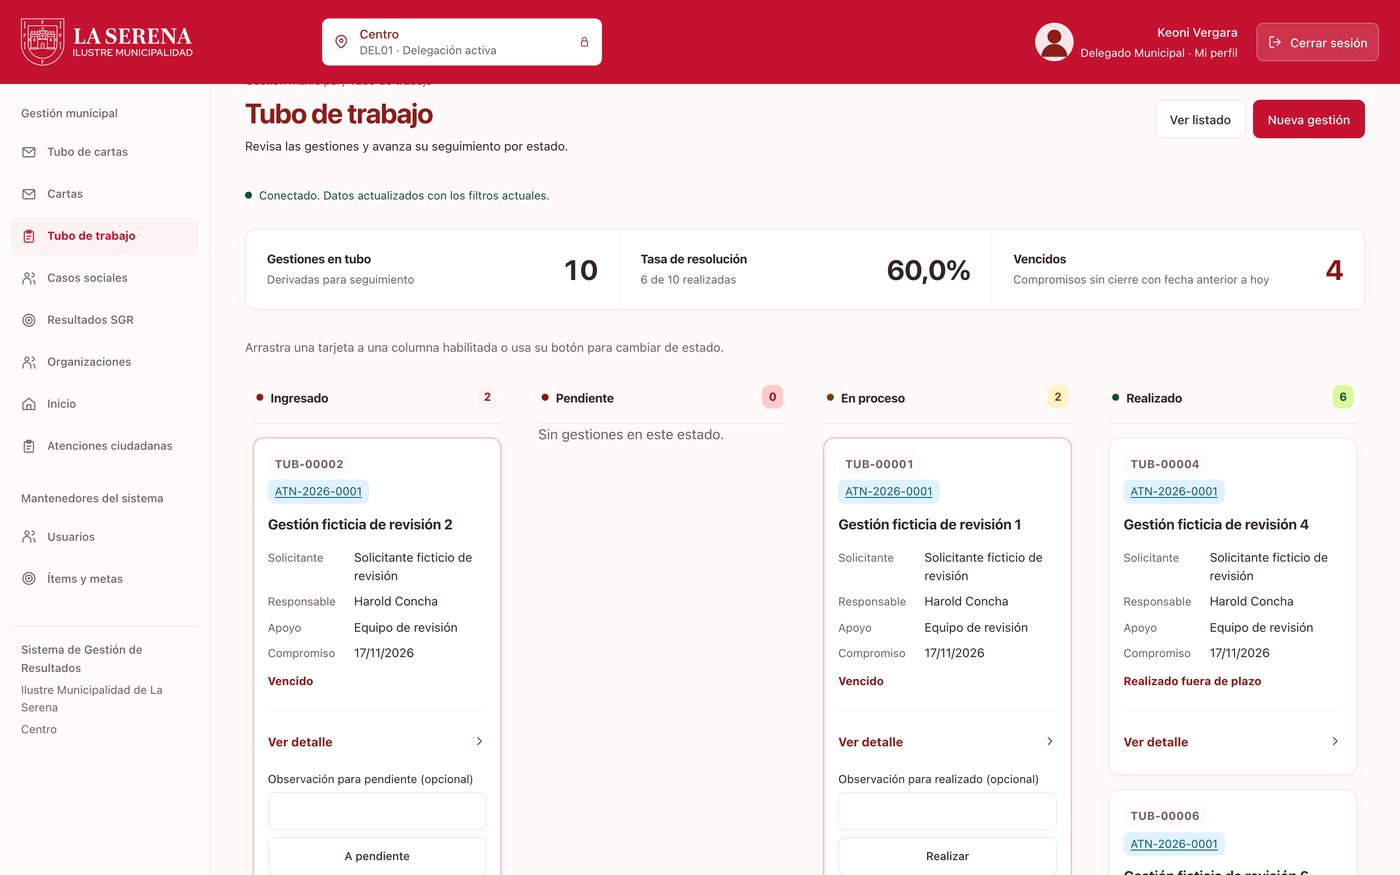 LA SERENA
ILUSTRE MUNICIPALIDAD
Centro
DEL01 · Delegación activa
Keoni Vergara
Delegado Municipal · Mi perfil
Cerrar sesión
Gestión municipal
Tubo de cartas
Cartas
Tubo de trabajo
Casos sociales
Resultados SGR
Organizaciones
Inicio
Atenciones ciudadanas
Mantenedores del sistema
Usuarios
Ítems y metas
Sistema de Gestión de
Resultados
Ilustre Municipalidad de La
Serena
Centro
Tubo de trabajo
Revisa las gestiones y avanza su seguimiento por estado.
Ver listado
Nueva gestión
Conectado. Datos actualizados con los filtros actuales.
Gestiones en tubo
Derivadas para seguimiento
10
Tasa de resolución
6 de 10 realizadas
60,0%
Vencidos
Compromisos sin cierre con fecha anterior a hoy
4
Arrastra una tarjeta a una columna habilitada o usa su botón para cambiar de estado.
Ingresado
2
TUB-00002
ATN-2026-0001
Gestión ficticia de revisión 2
Solicitante Solicitante ficticio de
revisión
Responsable Harold Concha
Apoyo Equipo de revisión
Compromiso 17/11/2026
Vencido
Ver detalle
Observación para pendiente (opcional)
A pendiente
Pendiente
0
Sin gestiones en este estado.
En proceso
2
TUB-00001
ATN-2026-0001
Gestión ficticia de revisión 1
Solicitante Solicitante ficticio de
revisión
Responsable Harold Concha
Apoyo Equipo de revisión
Compromiso 17/11/2026
Vencido
Ver detalle
Observación para realizado (opcional)
Realizar
Realizado
6
TUB-00004
ATN-2026-0001
Gestión ficticia de revisión 4
Solicitante Solicitante ficticio de
revisión
Responsable Harold Concha
Apoyo Equipo de revisión
Compromiso 17/11/2026
Realizado fuera de plazo
Ver detalle
TUB-00006
ATN-2026-0001